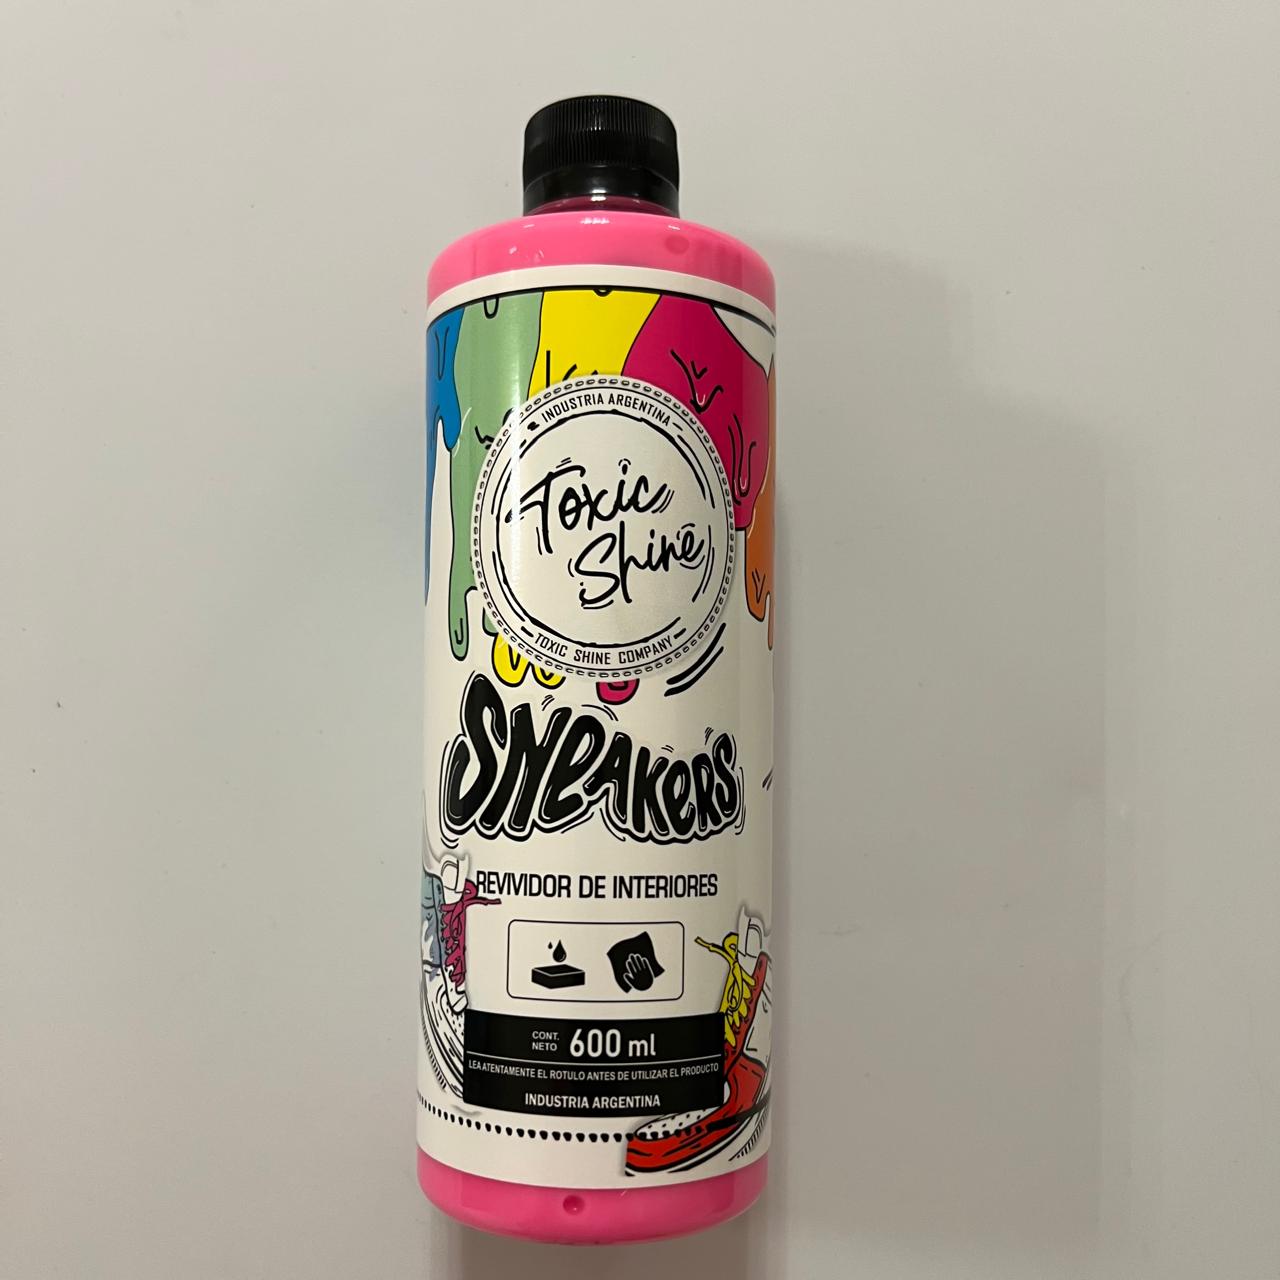 INDUSTRIA ARGENTINA
Toxic
Shine
TOXIC SHINE COMPANY
SNEAKERS
REVIVIDOR DE INTERIORES
CONT. NETO 600 ml
LEA ATENTAMENTE EL ROTULO ANTES DE UTILIZAR EL PRODUCTO
INDUSTRIA ARGENTINA